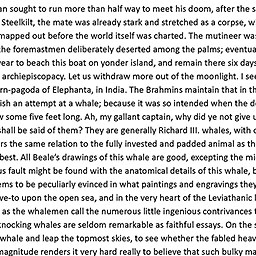 an sought to run more than half way to meet his doom, after the s
Steelkilt, the mate was already stark and stretched as a corpse, wh
mapped out before the world itself was charted. The mutineer was
the foremastmen deliberately deserted among the palms; eventua
year to beach this boat on yonder island, and remain there six days
archiepiscopacy. Let us withdraw more out of the moonlight. I see
rn-pagoda of Elephanta, in India. The Brahmins maintain that in th
ish an attempt at a whale; because it was so intended when the de
w some five feet long. Ah, my gallant captain, why did ye not give u
shall be said of them? They are generally Richard III. whales, with d
rs the same relation to the fully invested and padded animal as th
best. All Beale's drawings of this whale are good, excepting the mi
us fault might be found with the anatomical details of this whale, b
ems to be peculiarly evinced in what paintings and engravings they
ve-to upon the open sea, and in the very heart of the Leviathanic l
as the whalemen call the numerous little ingenious contrivances t
knocking whales are seldom remarkable as faithful essays. On the s
whale and leap the topmost skies, to see whether the fabled heav
magnitude renders it very hard really to believe that such bulky ma